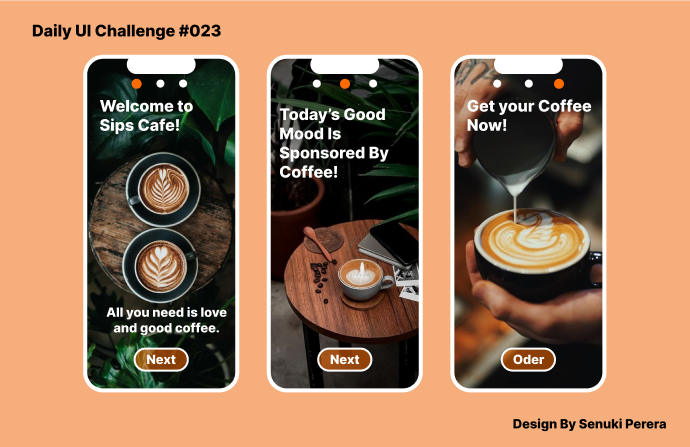 Daily UI Challenge #023
Welcome to
Sips Cafe!
All you need is love
and good coffee.
Next
Today's Good
Mood Is
Sponsored By
Coffee!
Next
Get your Coffee
Now!
Oder
Design By Senuki Perera